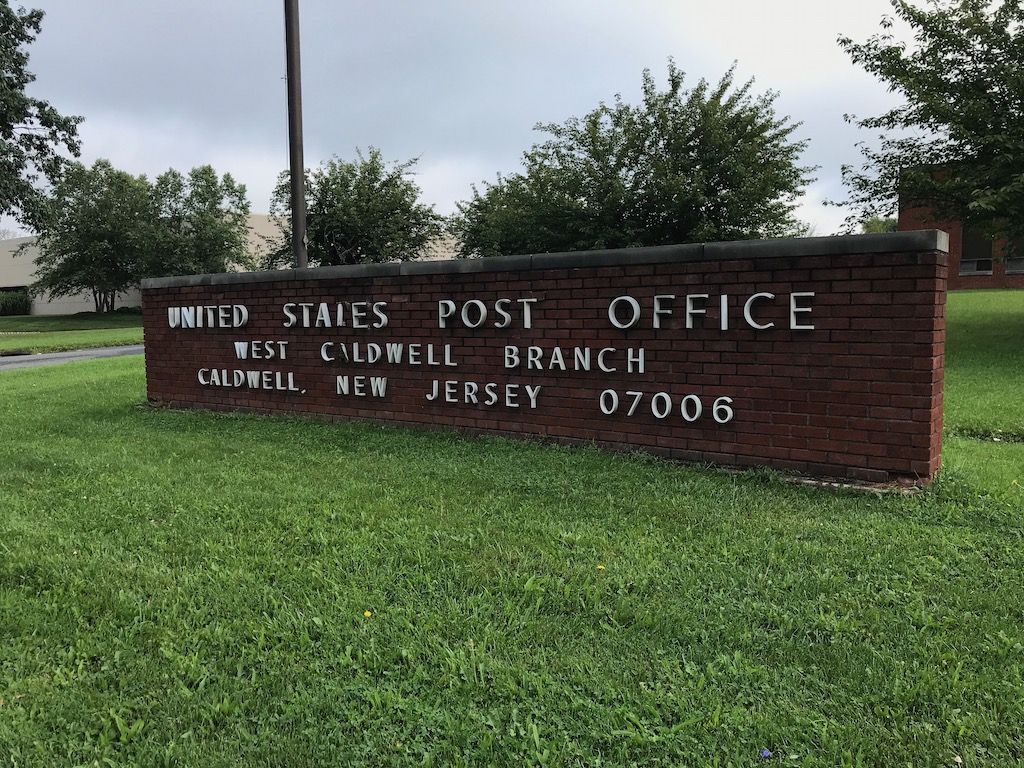 UNITED STATES POST OFFICE
WEST CALDWELL BRANCH
CALDWELL, NEW JERSEY 07006